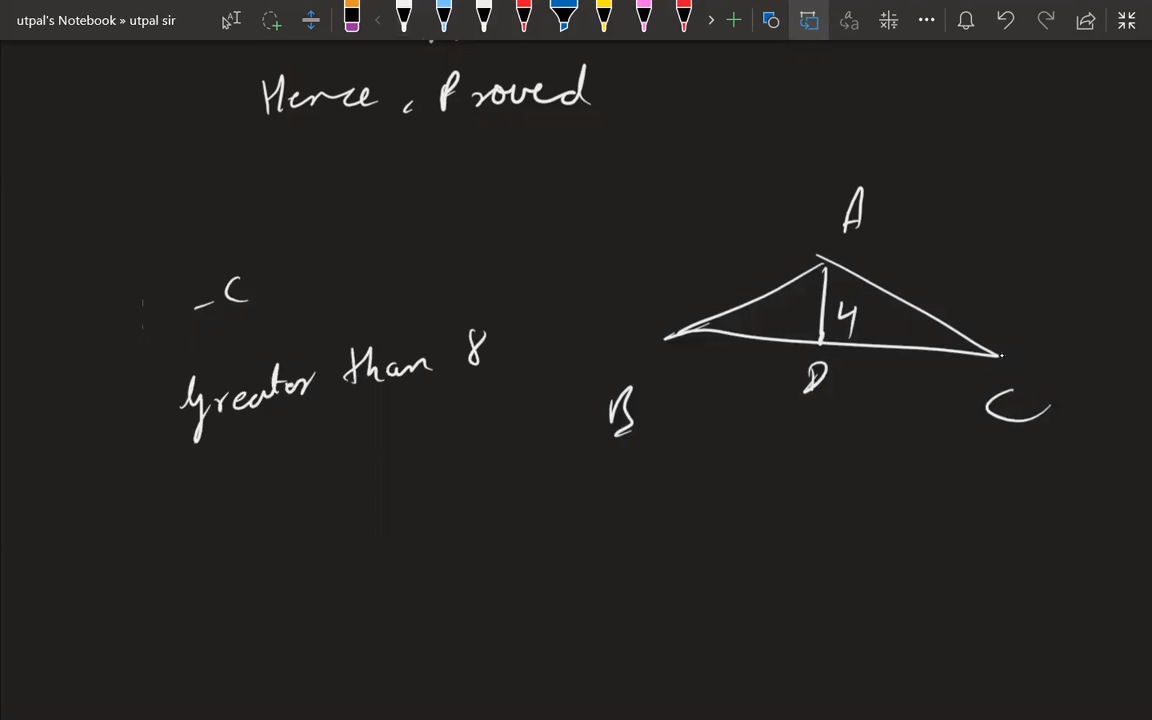 utpal's Notebook » utpal sir
Hence, Proved
A
- C
4
greater than 8
D
B
C